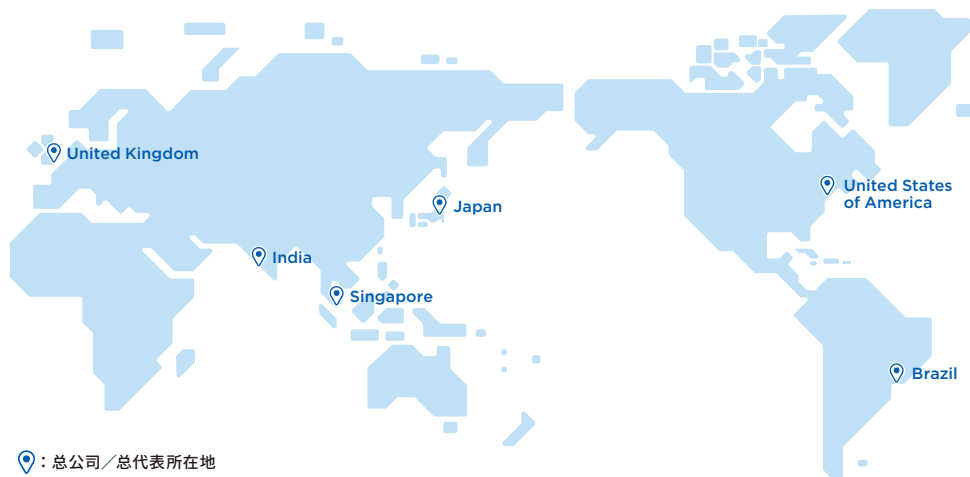 United Kingdom
United States
of America
Japan
India
Singapore
Brazil
：总公司／总代表所在地